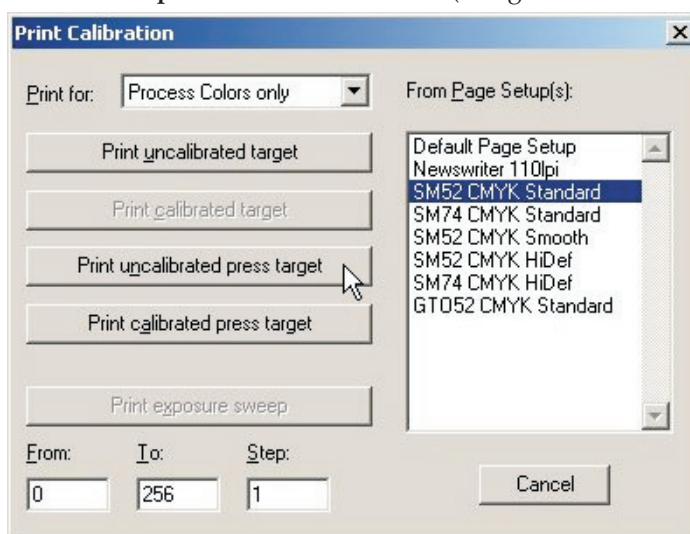 Print Calibration
Print for: Process Colors only
Print uncalibrated target
Print calibrated target
Print uncalibrated press target
Print calibrated press target
Print exposure sweep
From: To: Step:
0 256 1
From Page Setup(s):
Default Page Setup
Newswriter 110lpi
SM52 CMYK Standard
SM74 CMYK Standard
SM52 CMYK Smooth
SM52 CMYK HiDef
SM74 CMYK HiDef
GTO52 CMYK Standard
Cancel